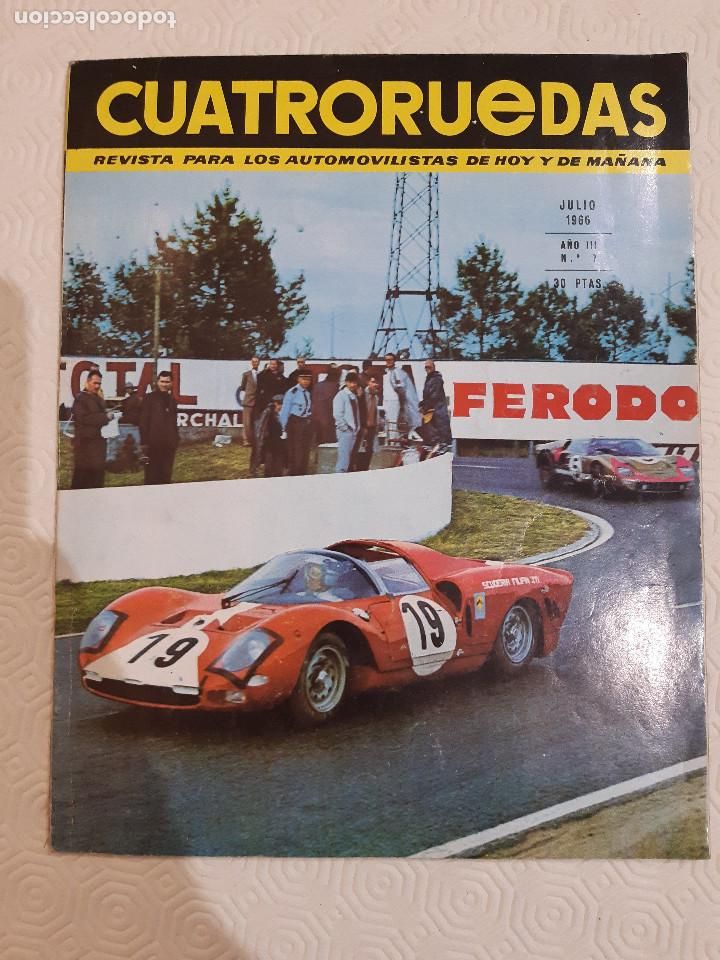 todocoleccion
CUATRORUeDAS
REVISTA PARA LOS AUTOMOVILISTAS DE HOY Y DE MAÑANA
JULIO
1966
AÑO III
N.º 7
30 PTAS
TOTAL
RCHAL
FERODO
19
19